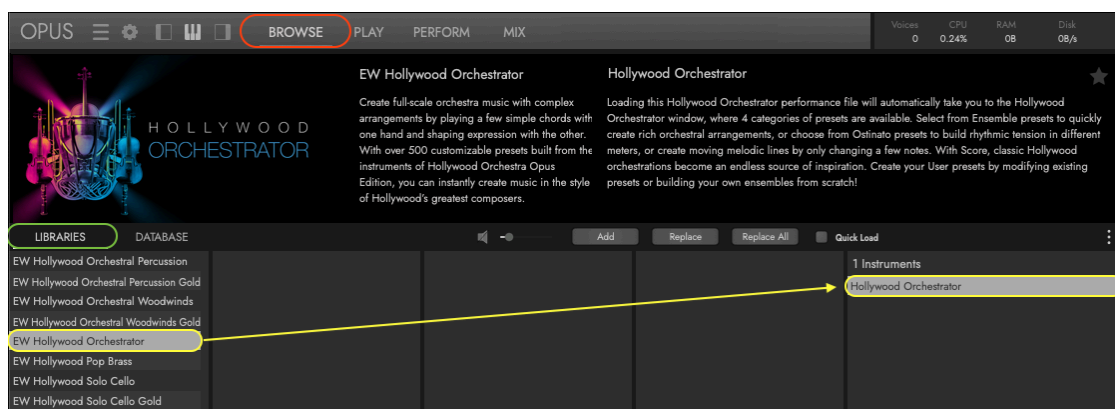 OPUS BROWSE PLAY PERFORM MIX
Voices CPU RAM Disk
0 0.24% 0B 0B/s
HOLLYWOOD
ORCHESTRATOR
EW Hollywood Orchestrator
Create full-scale orchestra music with complex
arrangements by playing a few simple chords with
one hand and shaping expression with the other.
With over 500 customizable presets built from the
instruments of Hollywood Orchestra Opus
Edition, you can instantly create music in the style
of Hollywood's greatest composers.
Hollywood Orchestrator
Loading this Hollywood Orchestrator performance file will automatically take you to the Hollywood
Orchestrator window, where 4 categories of presets are available. Select from Ensemble presets to quickly
create rich orchestral arrangements, or choose from Ostinato presets to build rhythmic tension in different
meters, or create moving melodic lines by only changing a few notes. With Score, classic Hollywood
orchestrations become an endless source of inspiration. Create your User presets by modifying existing
presets or building your own ensembles from scratch!
LIBRARIES DATABASE Add Replace Replace All Quick Load
EW Hollywood Orchestral Percussion
EW Hollywood Orchestral Percussion Gold
EW Hollywood Orchestral Woodwinds
EW Hollywood Orchestral Woodwinds Gold
EW Hollywood Orchestrator
EW Hollywood Pop Brass
EW Hollywood Solo Cello
EW Hollywood Solo Cello Gold
1 Instruments
Hollywood Orchestrator